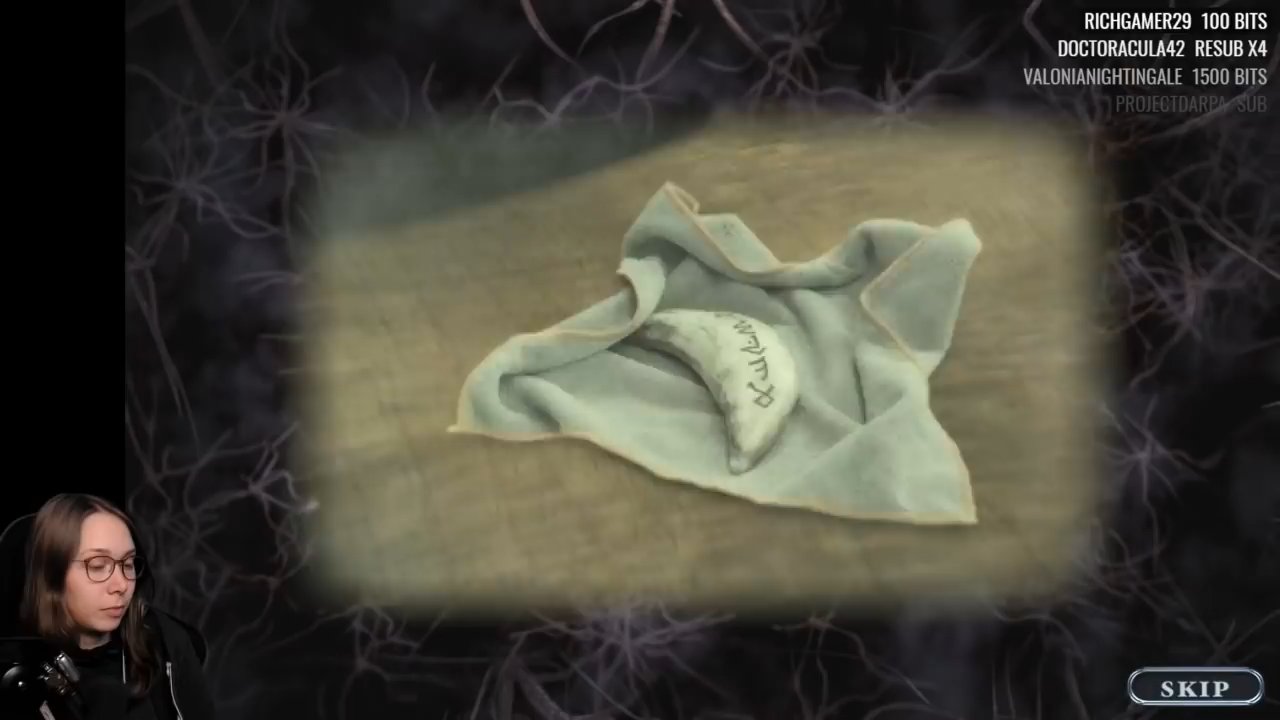 RICHGAMER29 100 BITS
DOCTORACULA42 RESUB X4
VALONIANIGHTINGALE 1500 BITS
PROJECTDARPA SUB
SKIP